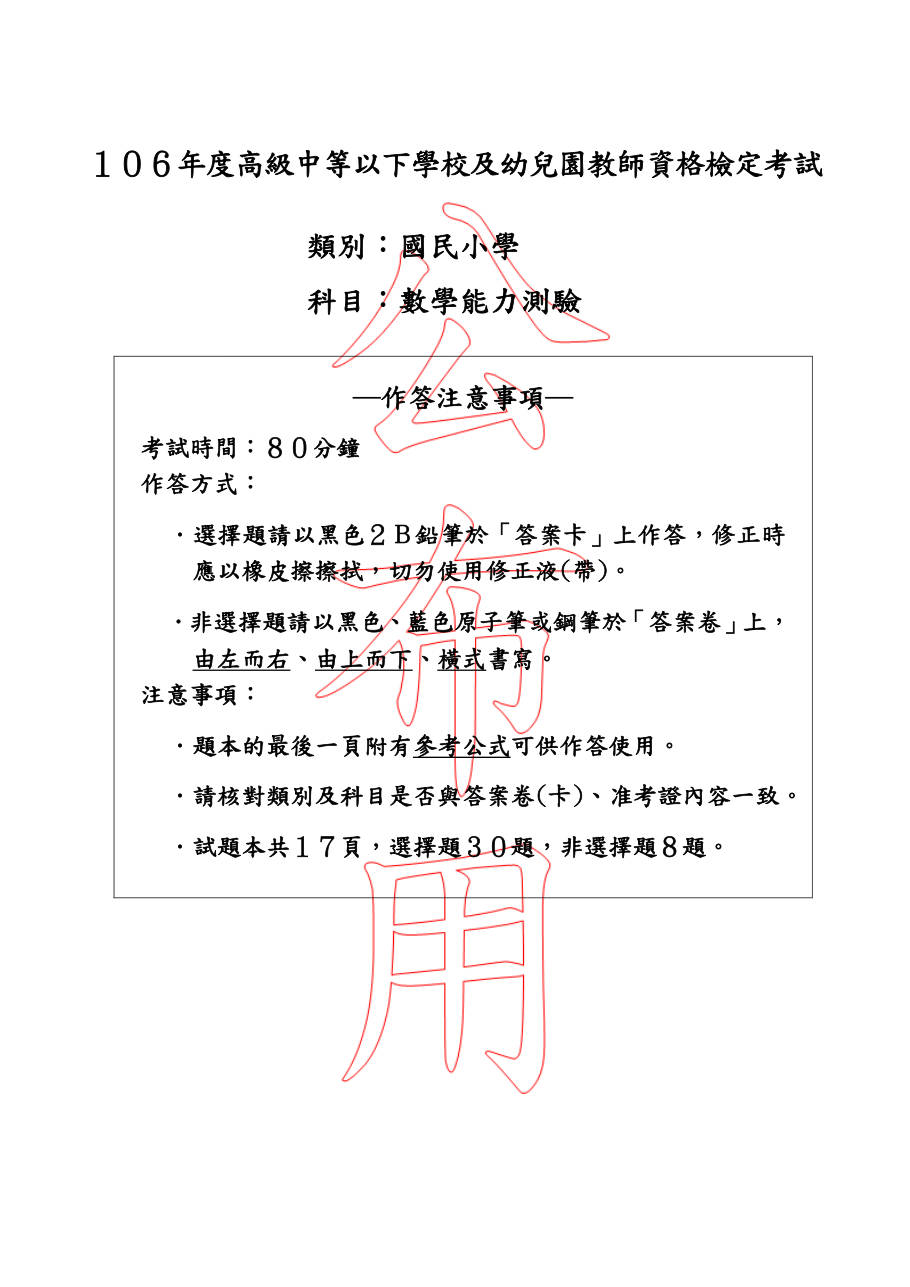 106年度高級中等以下學校及幼兒園教師資格檢定考試
類別：國民小學
科目：數學能力測驗
—作答注意事項—
考試時間：80分鐘
作答方式：
．選擇題請以黑色2B鉛筆於「答案卡」上作答，修正時
應以橡皮擦擦拭，切勿使用修正液(帶)。
．非選擇題請以黑色、藍色原子筆或鋼筆於「答案卷」上，
由左而右、由上而下、橫式書寫。
注意事項：
．題本的最後一頁附有參考公式可供作答使用。
．請核對類別及科目是否與答案卷(卡)、准考證內容一致。
．試題本共17頁，選擇題30題，非選擇題8題。
公布用